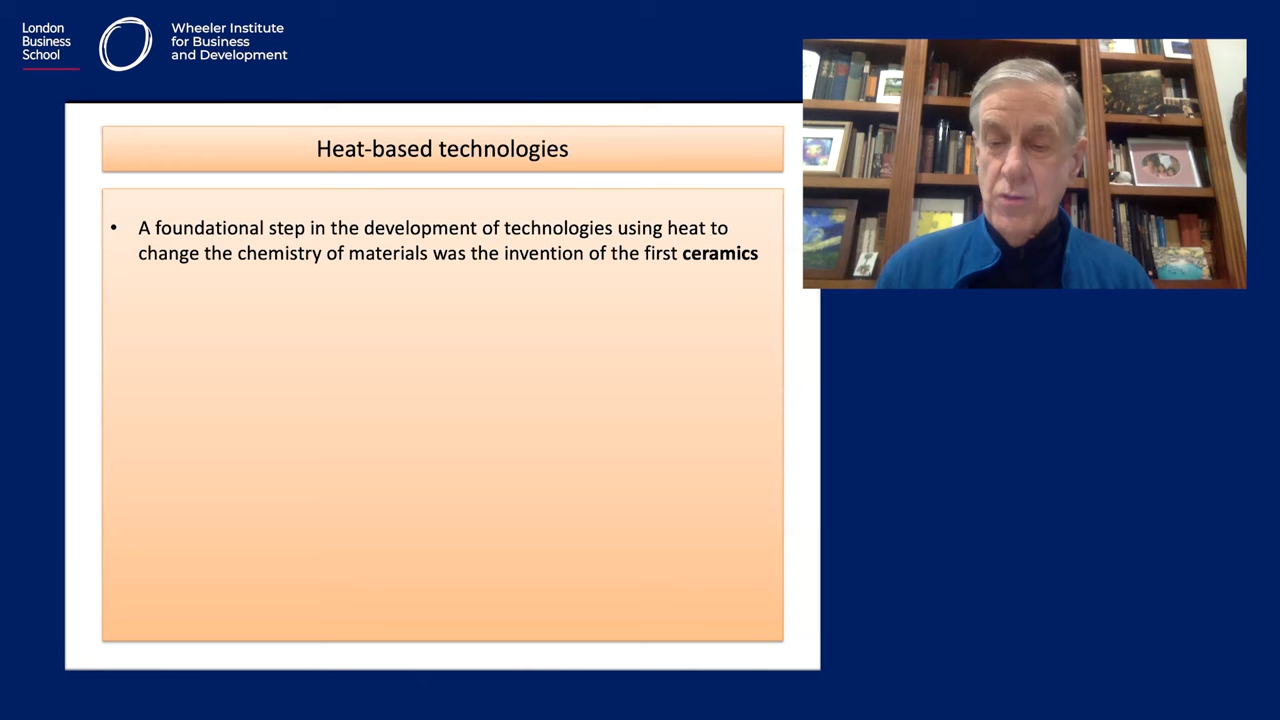 London
Business
School
Wheeler Institute
for Business
and Development
Heat-based technologies
• A foundational step in the development of technologies using heat to
change the chemistry of materials was the invention of the first ceramics